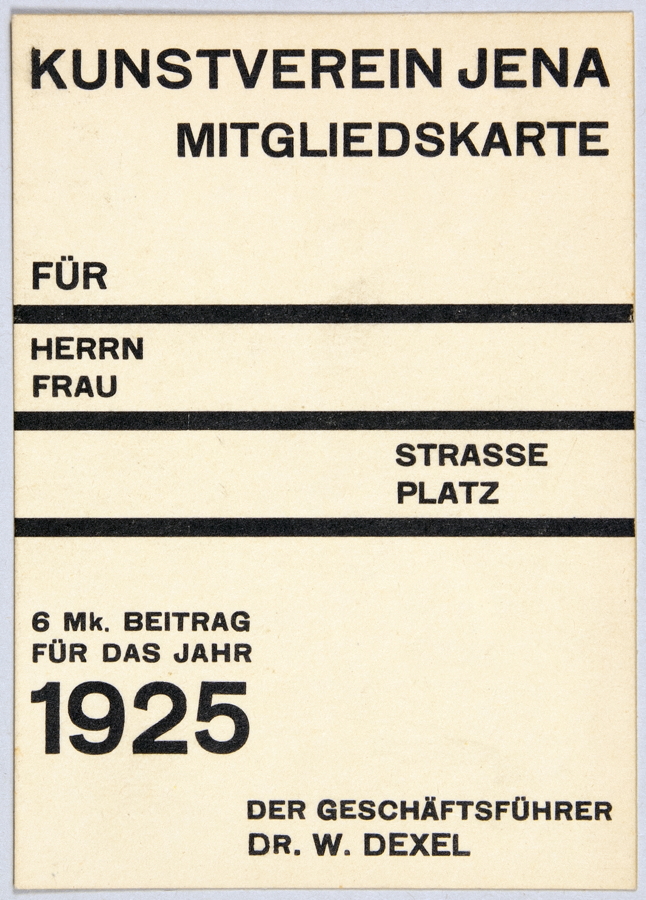 KUNSTVEREIN JENA
MITGLIEDSKARTE
FÜR
HERRN
FRAU
STRASSE
PLATZ
6 Mk. BEITRAG
FÜR DAS JAHR
1925
DER GESCHÄFTSFÜHRER
DR. W. DEXEL